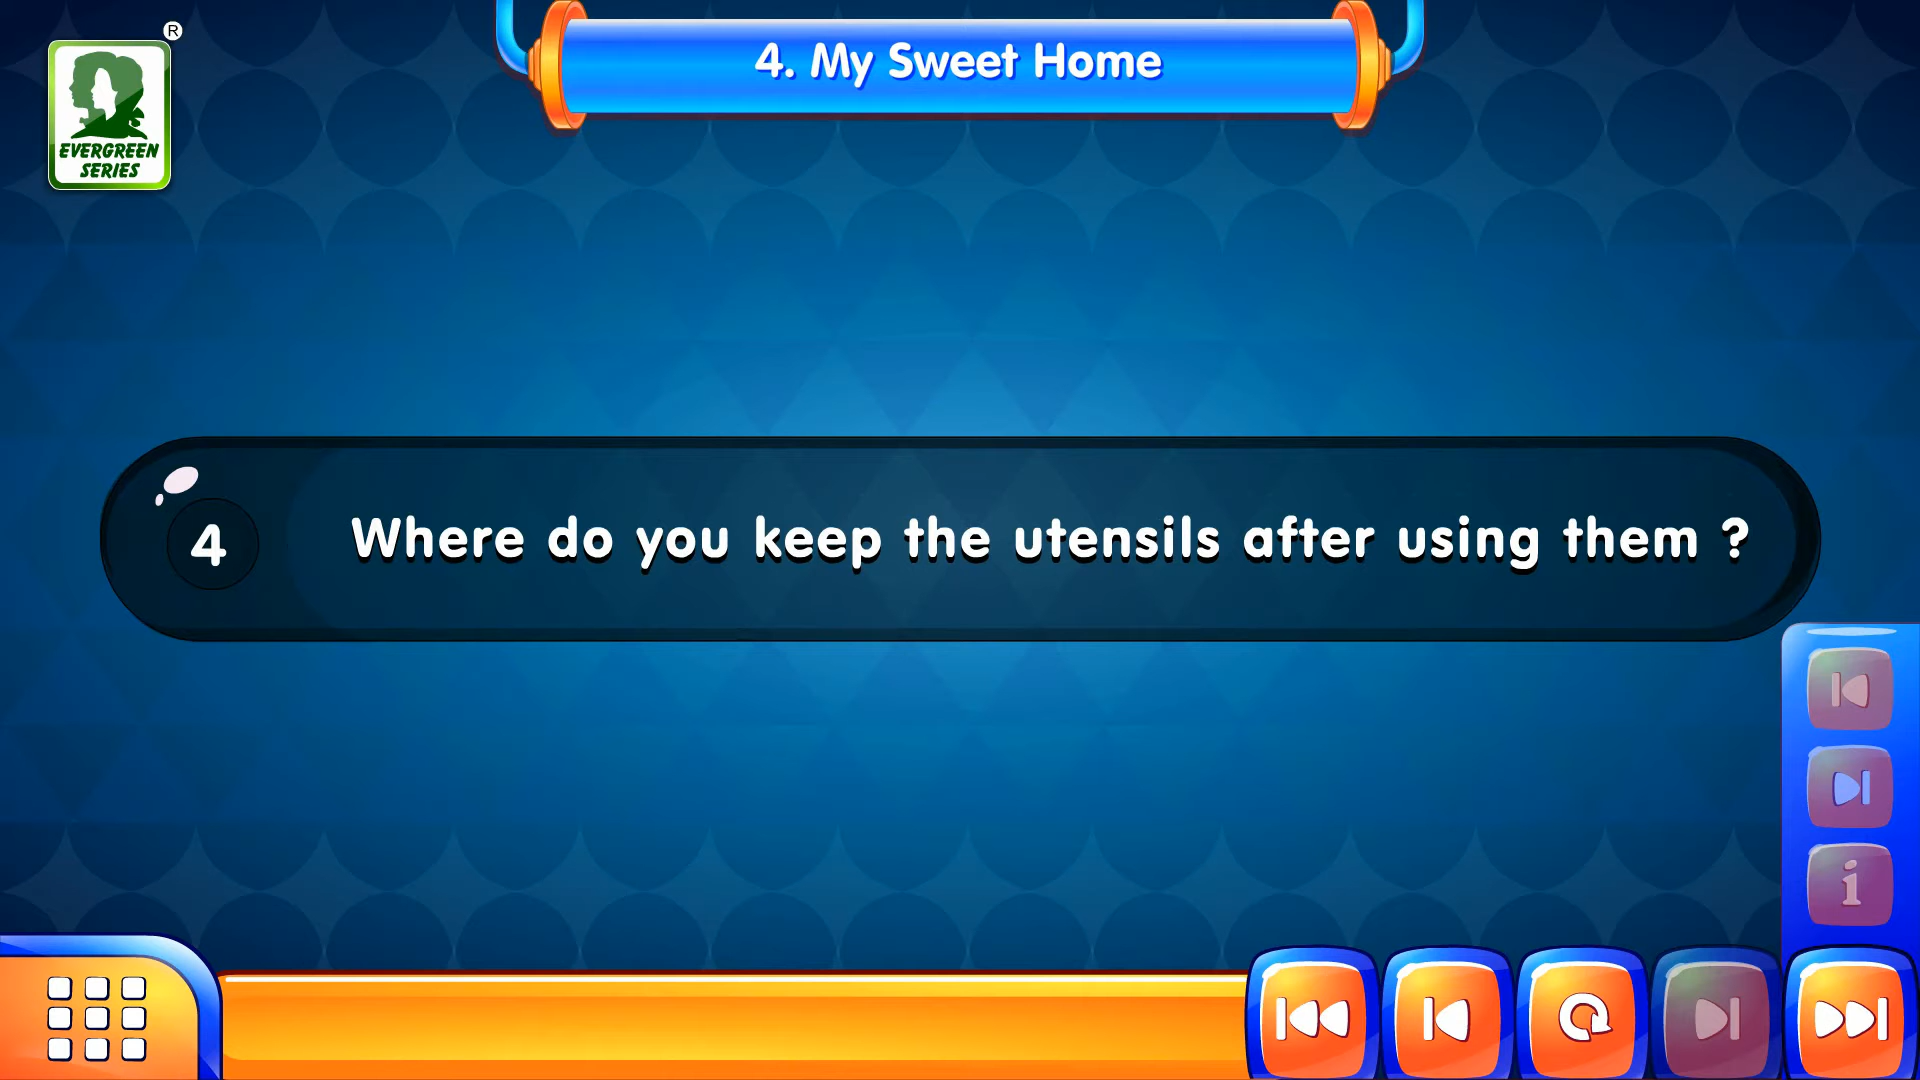 ®
EVERGREEN
SERIES
4. My Sweet Home
4
Where do you keep the utensils after using them ?
i